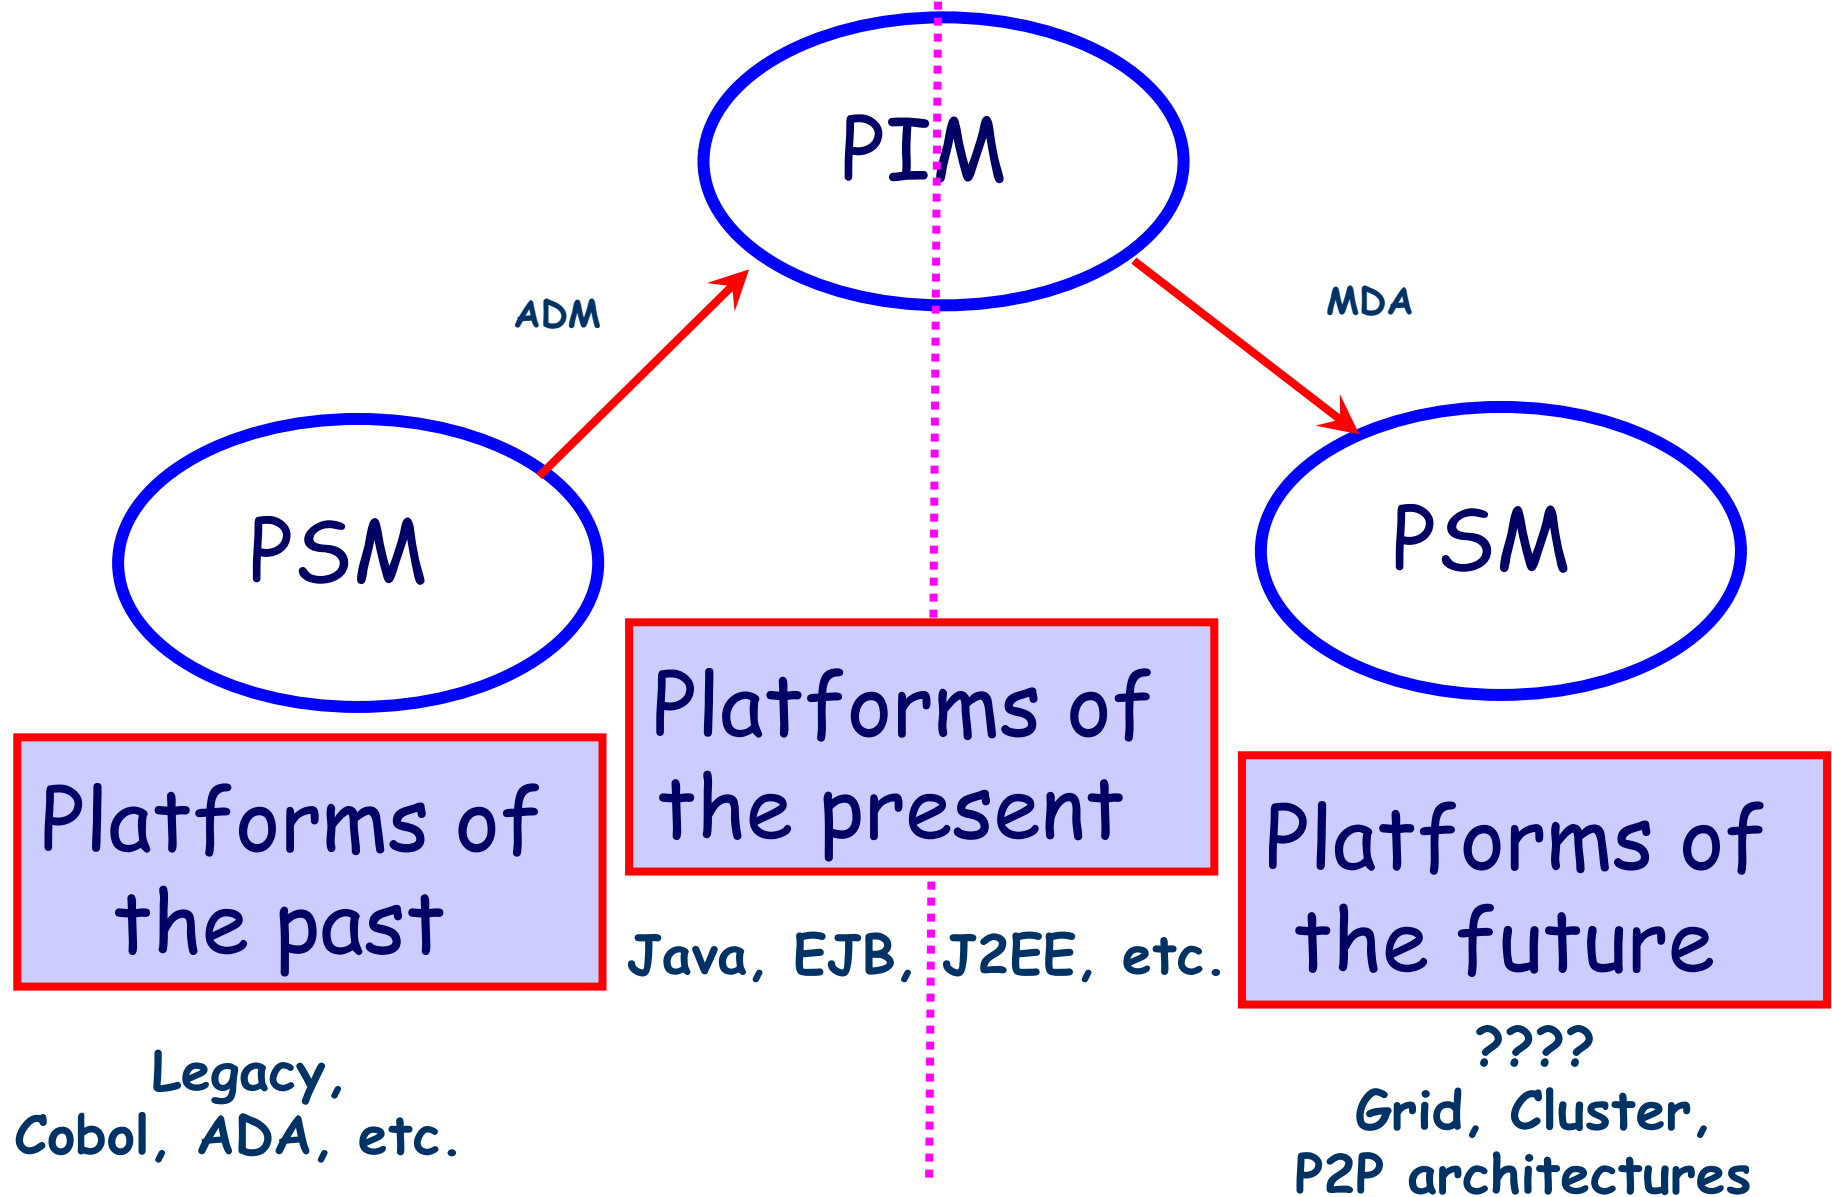 PIM
ADM
MDA
PSM
PSM
Platforms of
the past
Platforms of
the present
Platforms of
the future
Java, EJB, J2EE, etc.
Legacy,
Cobol, ADA, etc.
????
Grid, Cluster,
P2P architectures